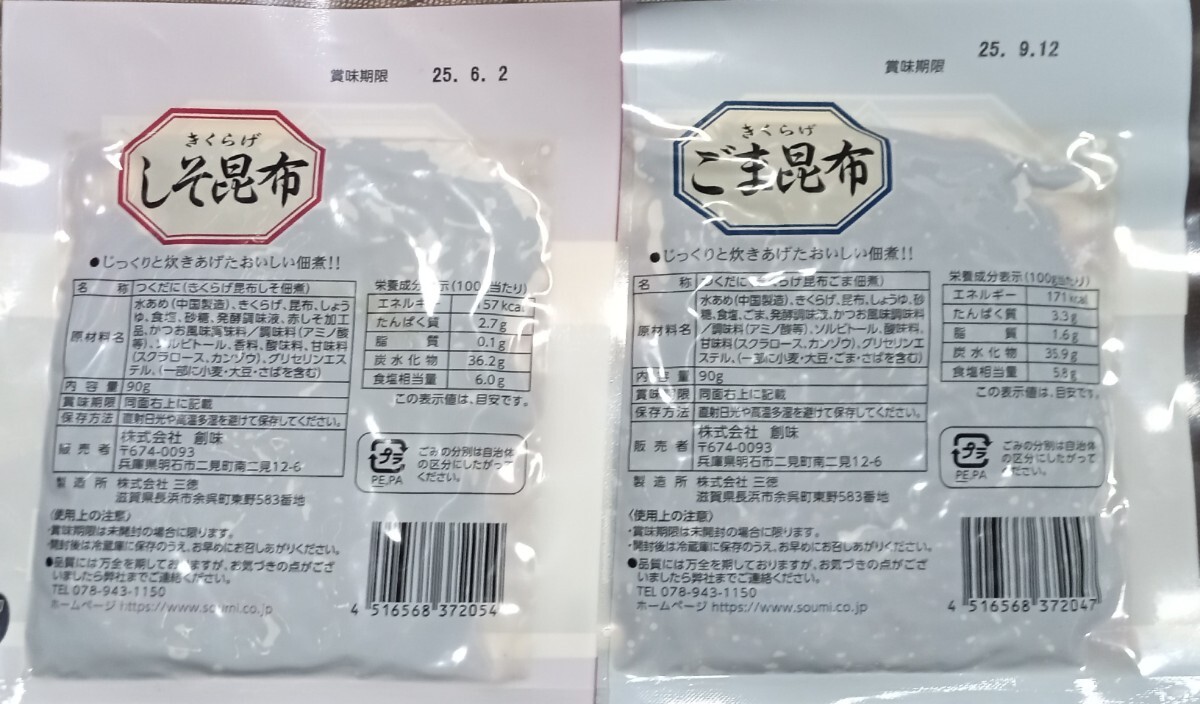 賞味期限 25. 6. 2
きくらげ
しそ昆布
●じっくりと炊きあげたおいしい佃煮!!
名称 つくだに(きくらげ昆布しそ佃煮)
原材料名 水あめ(中国製造)、きくらげ、昆布、しょうゆ、食塩、砂糖、発酵調味液、赤しそ加工品、かつお風味調味料/調味料(アミノ酸等)、ソルビトール、香料、酸味料、甘味料(スクラロース、カンゾウ)、グリセリンエステル、(一部に小麦・大豆・さばを含む)
内容量 90g
賞味期限 同面右上に記載
保存方法 直射日光や高温多湿を避けて保存してください。
販売者 株式会社 創味
〒674-0093
兵庫県明石市二見町南二見12-6
製造所 株式会社 三徳
滋賀県長浜市余呉町東野583番地
栄養成分表示(100g当たり)
エネルギー 157kcal
たんぱく質 2.7g
脂質 0.1g
炭水化物 36.2g
食塩相当量 6.0g
この表示値は、目安です。
プラ
PE,PA
ごみの分別は自治体
の区分にしたがって
ください。
〈使用上の注意〉
・賞味期限は未開封の場合に限ります。
・開封後は冷蔵庫に保存のうえ、お早めにお召しあがりください。
●品質には万全を期しておりますが、お気づきの点がござ
いましたら弊社までご連絡ください。
TEL 078-943-1150
ホームページ https://www.soumi.co.jp
4 516568 372054
賞味期限 25. 9.12
きくらげ
ごま昆布
●じっくりと炊きあげたおいしい佃煮!!
名称 つくだに(きくらげ昆布ごま佃煮)
原材料名 水あめ(中国製造)、きくらげ、昆布、しょうゆ、砂糖、食塩、ごま、発酵調味液、かつお風味調味料/調味料(アミノ酸等)、ソルビトール、酸味料、甘味料(スクラロース、カンゾウ)、グリセリンエステル、(一部に小麦・大豆・ごま・さばを含む)
内容量 90g
賞味期限 同面右上に記載
保存方法 直射日光や高温多湿を避けて保存してください。
販売者 株式会社 創味
〒674-0093
兵庫県明石市二見町南二見12-6
製造所 株式会社 三徳
滋賀県長浜市余呉町東野583番地
栄養成分表示(100g当たり)
エネルギー 171kcal
たんぱく質 3.3g
脂質 1.6g
炭水化物 35.9g
食塩相当量 5.8g
この表示値は、目安です。
プラ
PE,PA
ごみの分別は自治体
の区分にしたがって
ください。
〈使用上の注意〉
・賞味期限は未開封の場合に限ります。
・開封後は冷蔵庫に保存のうえ、お早めにお召しあがりください。
●品質には万全を期しておりますが、お気づきの点がござ
いましたら弊社までご連絡ください。
TEL 078-943-1150
ホームページ https://www.soumi.co.jp
4 516568 372047